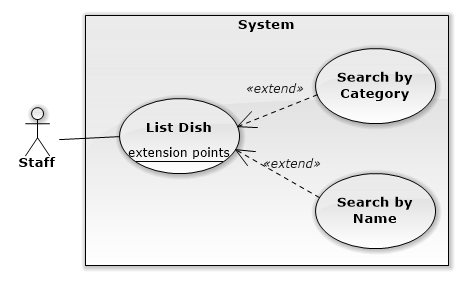 System
Search by
Category
«extend»
List Dish
extension points
Staff
«extend»
Search by
Name